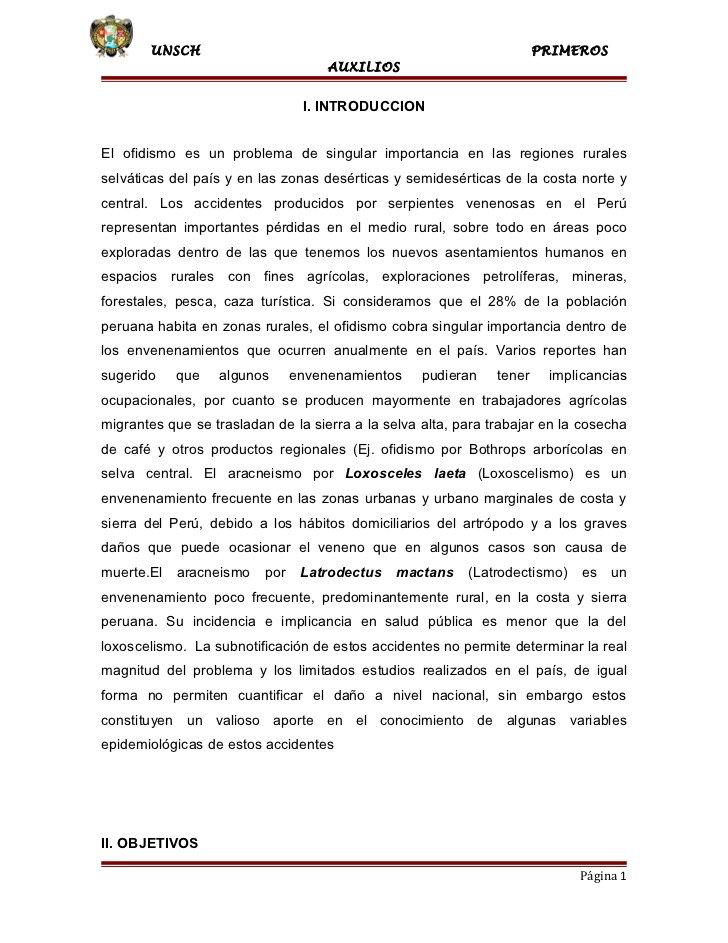 UNSCH PRIMEROS
AUXILIOS
I. INTRODUCCION
El ofidismo es un problema de singular importancia en las regiones rurales
selváticas del país y en las zonas desérticas y semidesérticas de la costa norte y
central. Los accidentes producidos por serpientes venenosas en el Perú
representan importantes pérdidas en el medio rural, sobre todo en áreas poco
exploradas dentro de las que tenemos los nuevos asentamientos humanos en
espacios rurales con fines agrícolas, exploraciones petrolíferas, mineras,
forestales, pesca, caza turística. Si consideramos que el 28% de la población
peruana habita en zonas rurales, el ofidismo cobra singular importancia dentro de
los envenenamientos que ocurren anualmente en el país. Varios reportes han
sugerido que algunos envenenamientos pudieran tener implicancias
ocupacionales, por cuanto se producen mayormente en trabajadores agrícolas
migrantes que se trasladan de la sierra a la selva alta, para trabajar en la cosecha
de café y otros productos regionales (Ej. ofidismo por Bothrops arborícolas en
selva central. El aracneismo por Loxosceles laeta (Loxoscelismo) es un
envenenamiento frecuente en las zonas urbanas y urbano marginales de costa y
sierra del Perú, debido a los hábitos domiciliarios del artrópodo y a los graves
daños que puede ocasionar el veneno que en algunos casos son causa de
muerte.El aracneismo por Latrodectus mactans (Latrodectismo) es un
envenenamiento poco frecuente, predominantemente rural, en la costa y sierra
peruana. Su incidencia e implicancia en salud pública es menor que la del
loxoscelismo. La subnotificación de estos accidentes no permite determinar la real
magnitud del problema y los limitados estudios realizados en el país, de igual
forma no permiten cuantificar el daño a nivel nacional, sin embargo estos
constituyen un valioso aporte en el conocimiento de algunas variables
epidemiológicas de estos accidentes
II. OBJETIVOS
Página 1